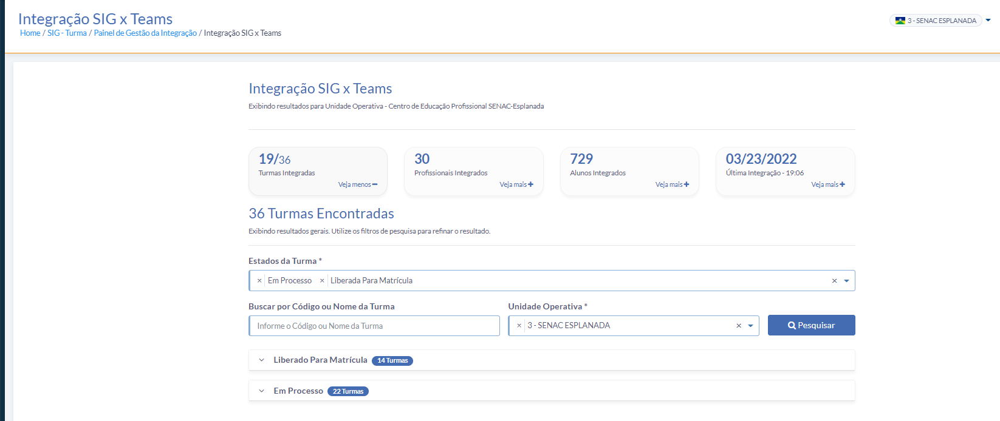 Integração SIG x Teams
Home / SIG - Turma / Painel de Gestão da Integração / Integração SIG x Teams
3 - SENAC ESPLANADA
Integração SIG x Teams
Exibindo resultados para Unidade Operativa - Centro de Educação Profissional SENAC-Esplanada
19/36
Turmas Integradas
Veja menos
30
Profissionais Integrados
Veja mais
729
Alunos Integrados
Veja mais
03/23/2022
Última Integração - 19:06
Veja mais
36 Turmas Encontradas
Exibindo resultados gerais. Utilize os filtros de pesquisa para refinar o resultado.
Estados da Turma *
× Em Processo × Liberada Para Matrícula ×
Buscar por Código ou Nome da Turma
Informe o Código ou Nome da Turma
Unidade Operativa *
× 3 - SENAC ESPLANADA ×
Pesquisar
Liberado Para Matrícula 14 Turmas
Em Processo 22 Turmas